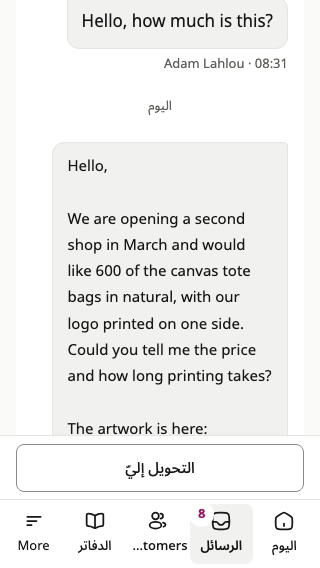 Hello, how much is this?
Adam Lahlou · 08:31
اليوم
Hello,
We are opening a second
shop in March and would
like 600 of the canvas tote
bags in natural, with our
logo printed on one side.
Could you tell me the price
and how long printing takes?
The artwork is here:
التحويل إليّ
اليوم
الرسائل
8
...tomers
الدفاتر
More